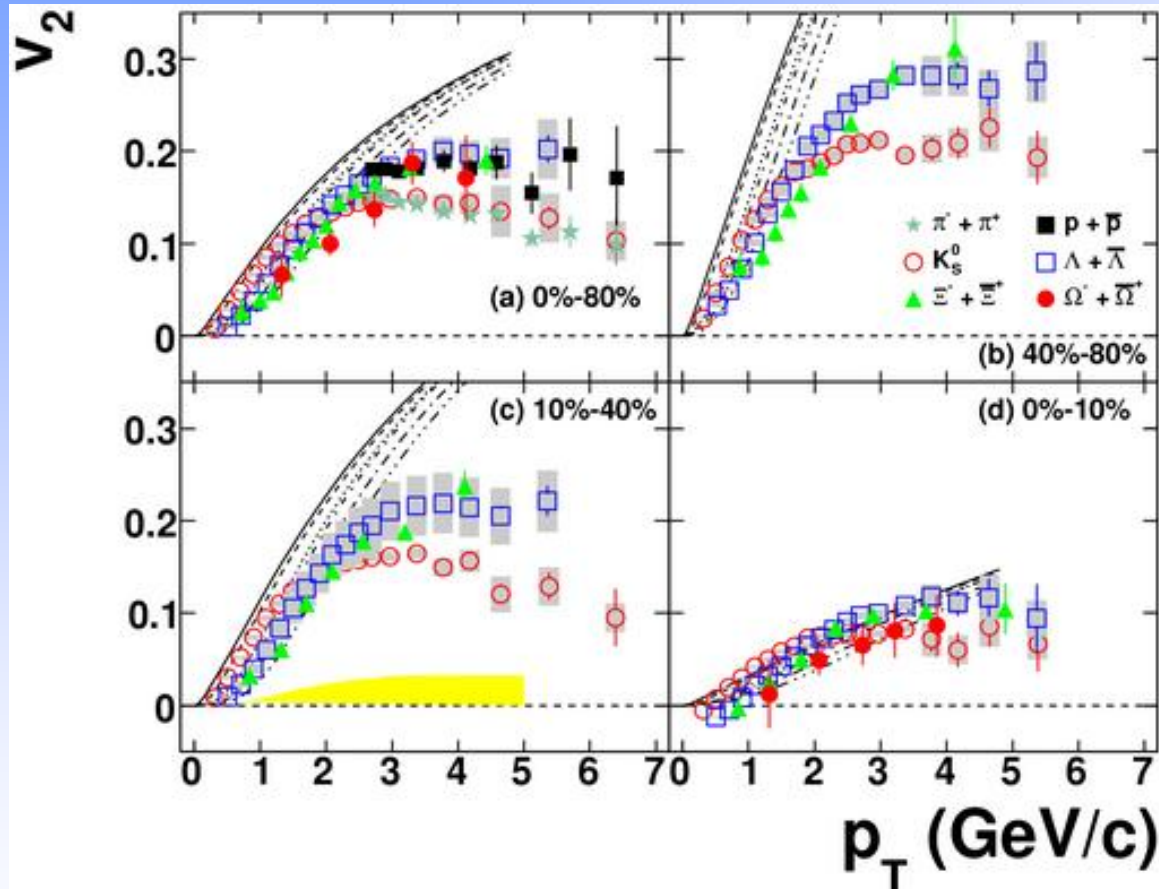 v₂
0.3
0.2
0.1
0
(a) 0%-80%
π⁻ + π⁺
p + p̅
K⁰ₛ
Λ + Λ̅
Ξ⁻ + Ξ̅⁺
Ω⁻ + Ω̅⁺
(b) 40%-80%
(c) 10%-40%
(d) 0%-10%
0.3
0.2
0.1
0
0 1 2 3 4 5 6 7
0 1 2 3 4 5 6 7
p_T (GeV/c)